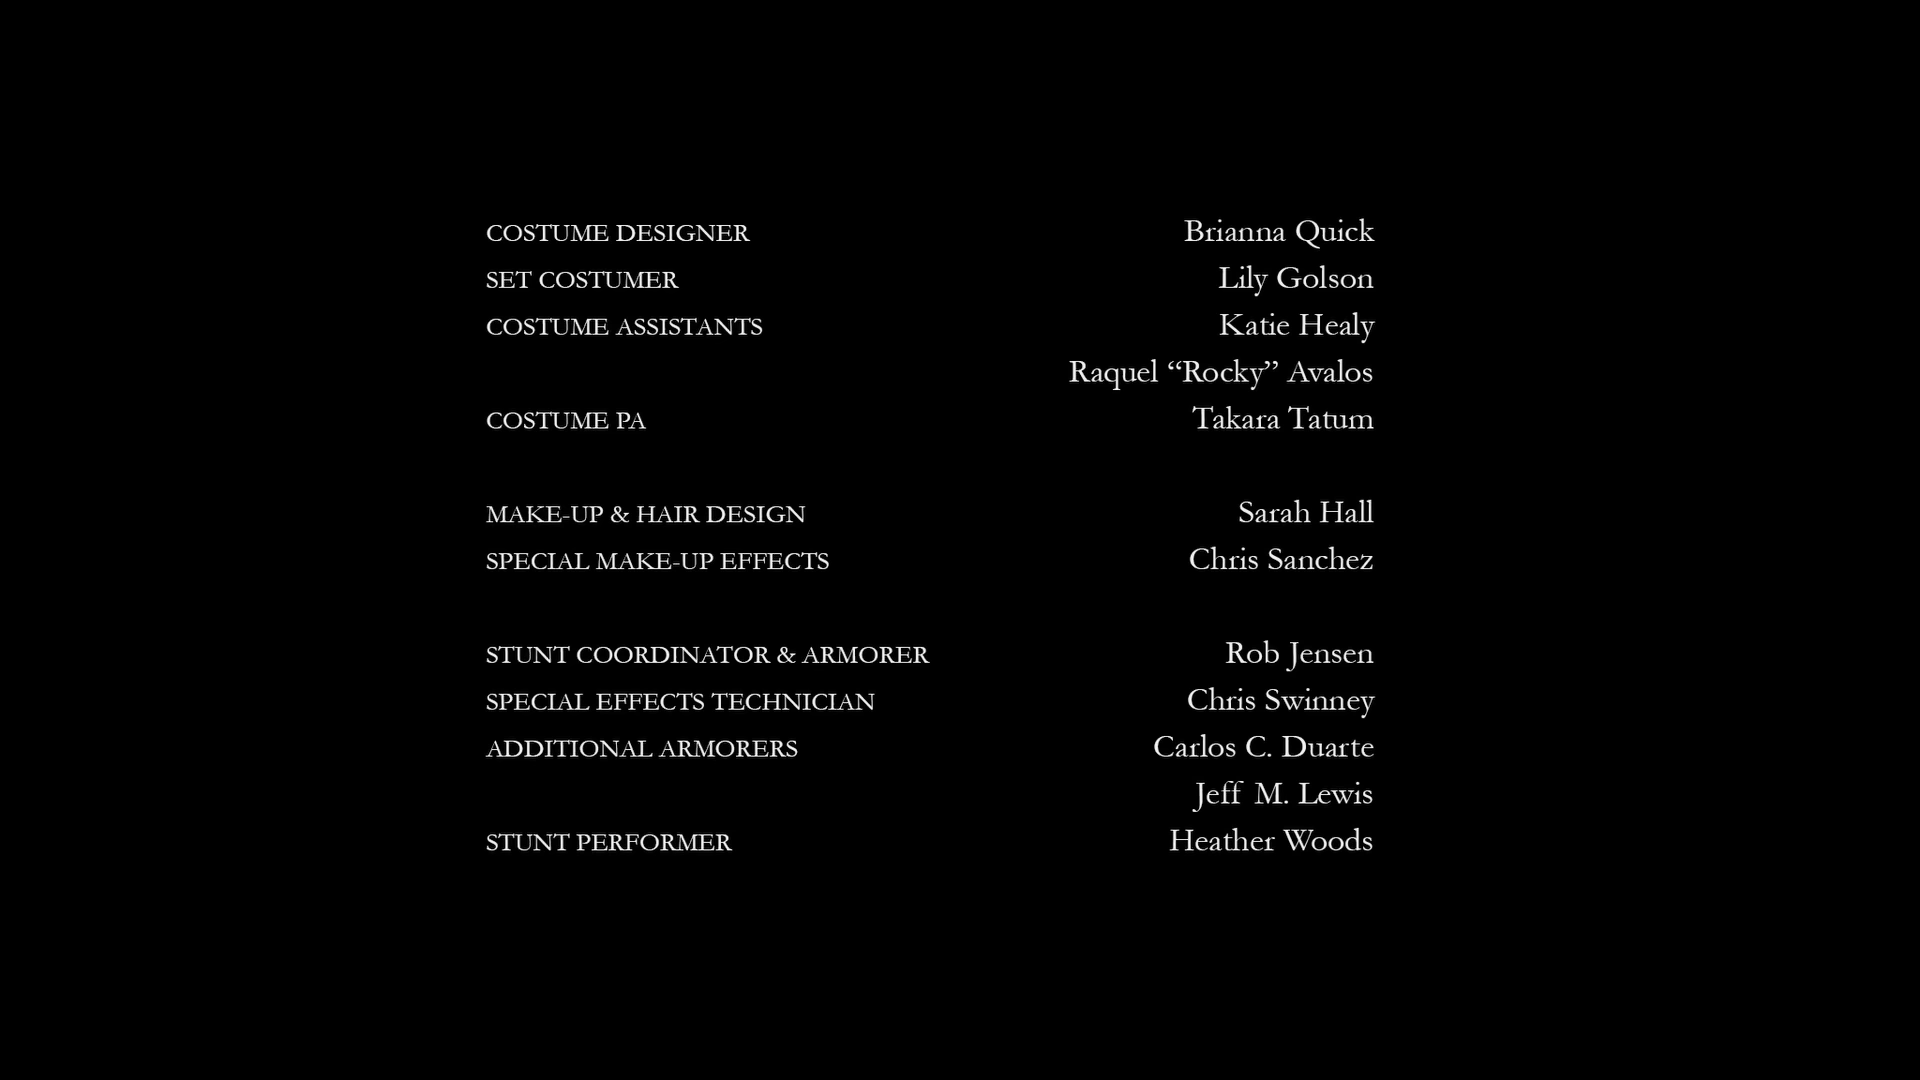 COSTUME DESIGNER Brianna Quick
SET COSTUMER Lily Golson
COSTUME ASSISTANTS Katie Healy
Raquel “Rocky” Avalos
COSTUME PA Takara Tatum
MAKE-UP & HAIR DESIGN Sarah Hall
SPECIAL MAKE-UP EFFECTS Chris Sanchez
STUNT COORDINATOR & ARMORER Rob Jensen
SPECIAL EFFECTS TECHNICIAN Chris Swinney
ADDITIONAL ARMORERS Carlos C. Duarte
Jeff M. Lewis
STUNT PERFORMER Heather Woods